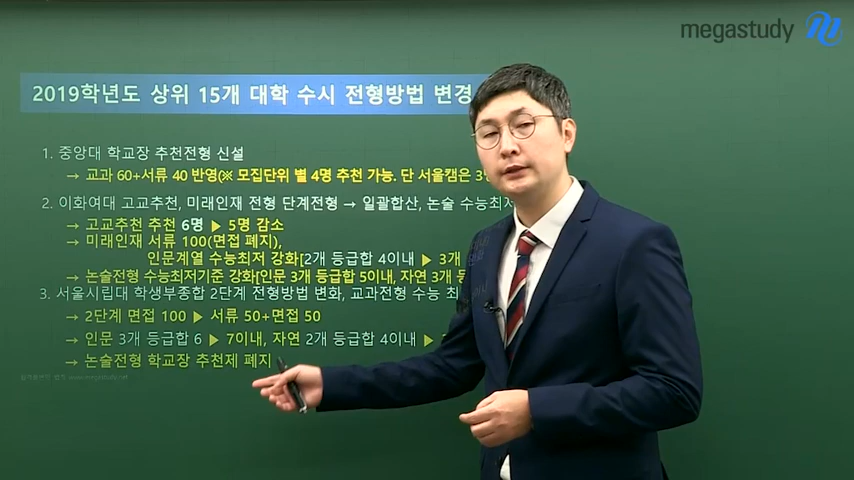 megastudy
2019학년도 상위 15개 대학 수시 전형방법 변경
1. 중앙대 학교장 추천전형 신설
→ 교과 60+서류 40 반영(※ 모집단위 별 4명 추천 가능. 단 서울캠은 3명
2. 이화여대 고교추천, 미래인재 전형 단계전형 → 일괄합산, 논술 수능최저
→ 고교추천 추천 6명 ▶ 5명 감소
→ 미래인재 서류 100(면접 폐지),
인문계열 수능최저 강화[2개 등급합 4이내 ▶ 3개
→ 논술전형 수능최저기준 강화[인문 3개 등급합 5이내, 자연 3개 등
3. 서울시립대 학생부종합 2단계 전형방법 변화, 교과전형 수능 최
→ 2단계 면접 100 ▶ 서류 50+면접 50
→ 인문 3개 등급합 6 ▶ 7이내, 자연 2개 등급합 4이내 ▶
→ 논술전형 학교장 추천제 폐지
www.megastudy.net